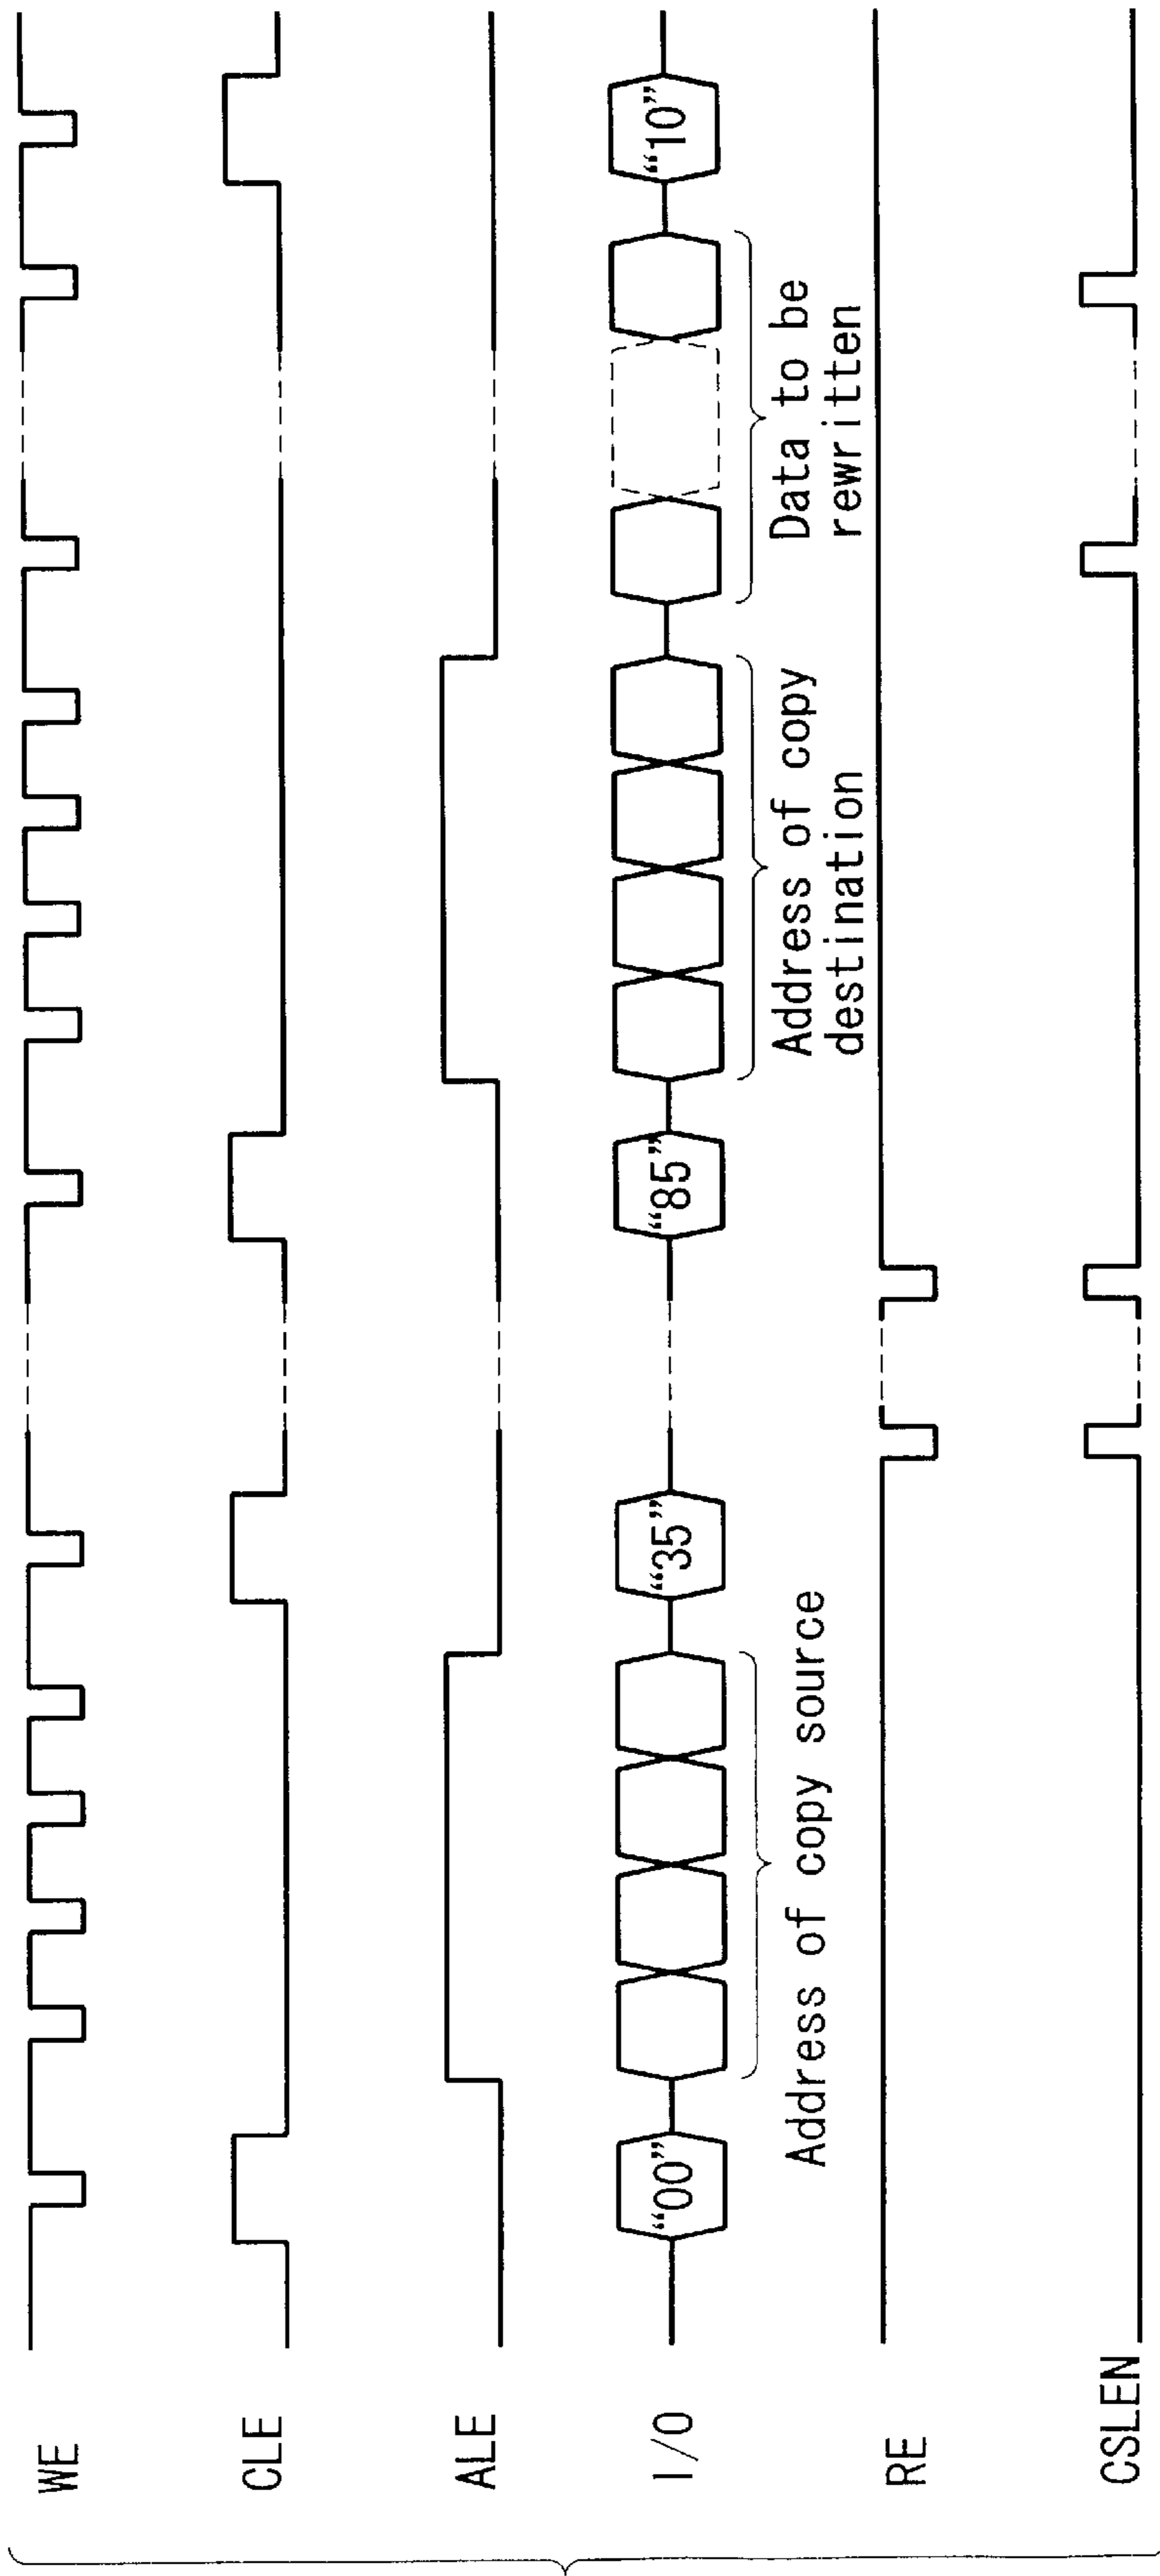 WE
CLE
ALE
I/O
“00”
“35”
“85”
“10”
Address of copy source
Address of copy
destination
Data to be
rewritten
RE
CSLEN